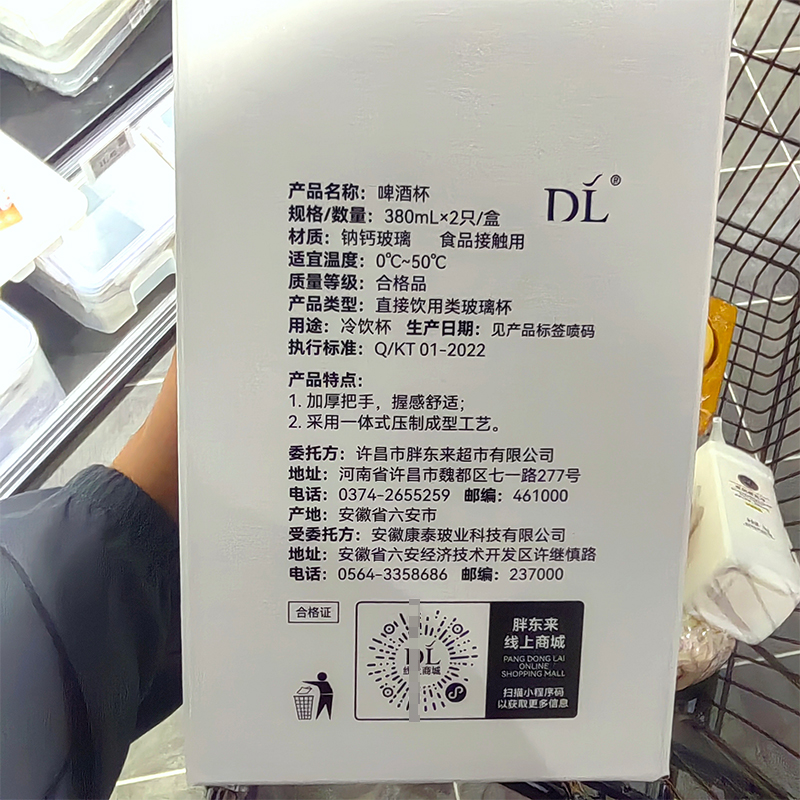 DL®
产品名称：啤酒杯
规格/数量：380mL×2只/盒
材质：钠钙玻璃 食品接触用
适宜温度：0℃~50℃
质量等级：合格品
产品类型：直接饮用类玻璃杯
用途：冷饮杯 生产日期：见产品标签喷码
执行标准：Q/KT 01-2022
产品特点：
1. 加厚把手，握感舒适；
2. 采用一体式压制成型工艺。
委托方：许昌市胖东来超市有限公司
地址：河南省许昌市魏都区七一路277号
电话：0374-2655259 邮编：461000
产地：安徽省六安市
受委托方：安徽康泰玻业科技有限公司
地址：安徽省六安经济技术开发区许继慎路
电话：0564-3358686 邮编：237000
合格证
DL
线上商城
胖东来
线上商城
PANG DONG LAI
ONLINE
SHOPPING MALL
扫描小程序码
以获取更多信息